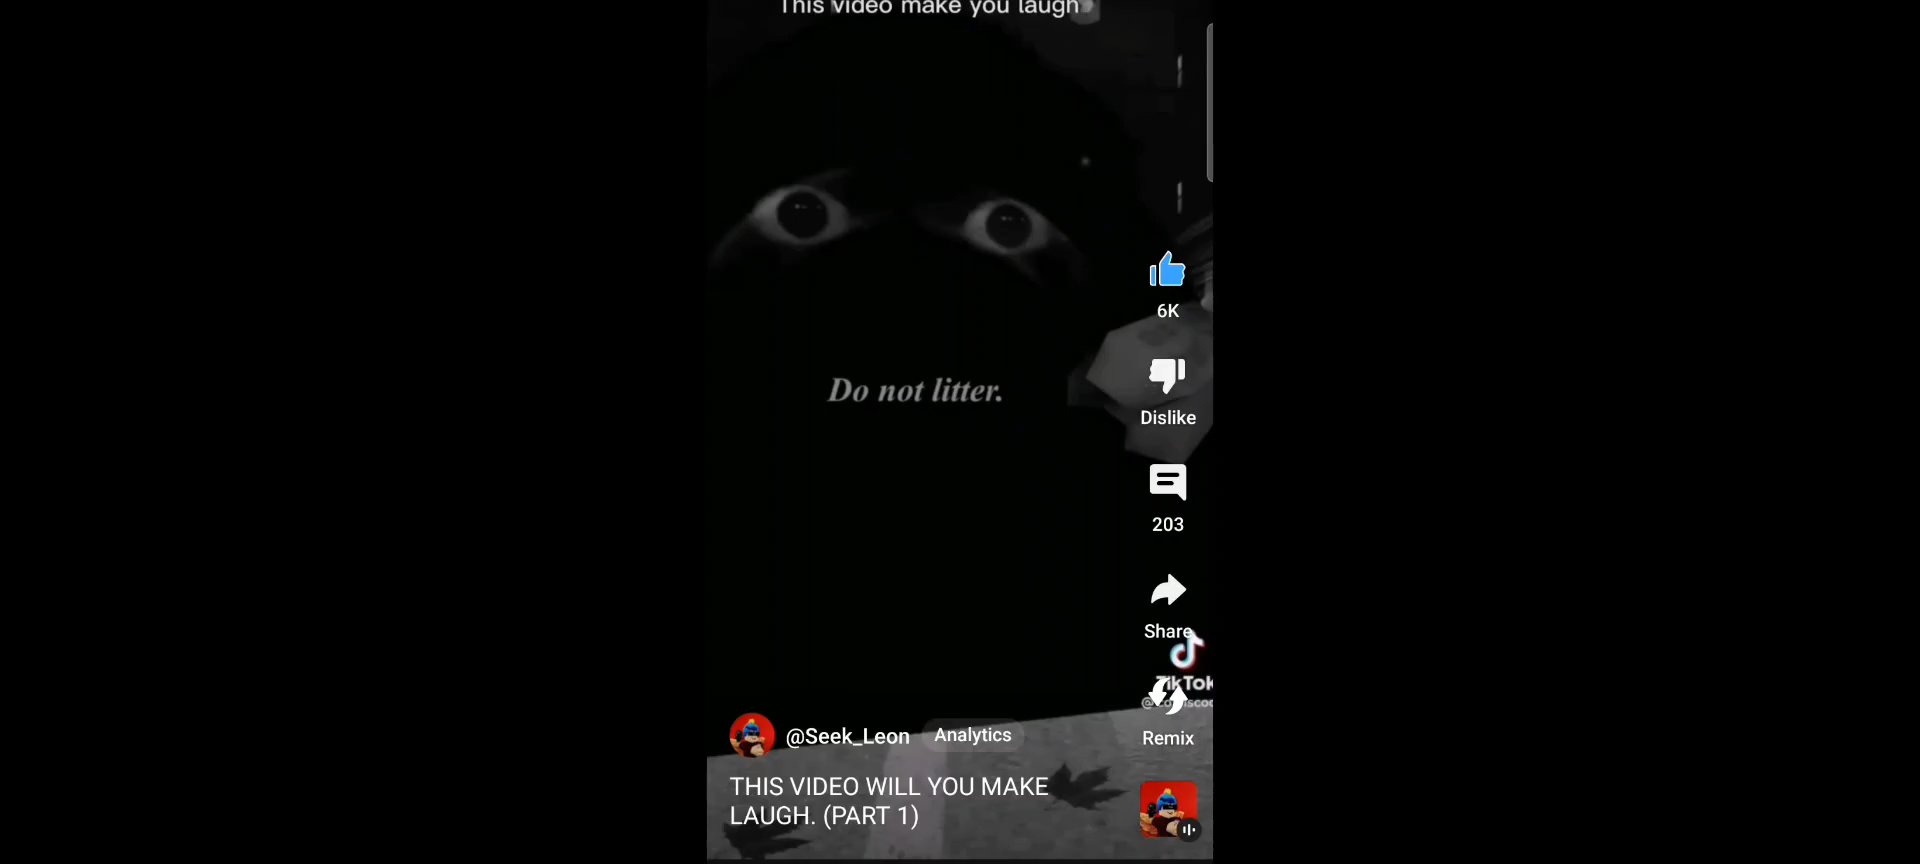 This video make you laugh
6K
Dislike
Do not litter.
203
Share
TikTok
Remix
@Seek_Leon
Analytics
THIS VIDEO WILL YOU MAKE
LAUGH. (PART 1)